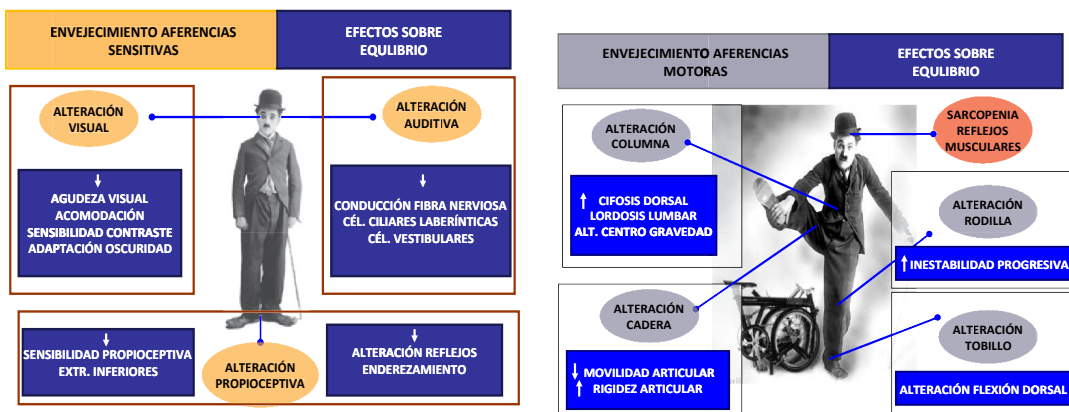 ENVEJECIMIENTO AFERENCIAS
SENSITIVAS
EFECTOS SOBRE
EQULIBRIO
ALTERACIÓN
VISUAL
ALTERACIÓN
AUDITIVA
↓
AGUDEZA VISUAL
ACOMODACIÓN
SENSIBILIDAD CONTRASTE
ADAPTACIÓN OSCURIDAD
↓
CONDUCCIÓN FIBRA NERVIOSA
CÉL. CILIARES LABERÍNTICAS
CÉL. VESTIBULARES
↓
SENSIBILIDAD PROPIOCEPTIVA
EXTR. INFERIORES
ALTERACIÓN
PROPIOCEPTIVA
↓
ALTERACIÓN REFLEJOS
ENDEREZAMIENTO
ENVEJECIMIENTO AFERENCIAS
MOTORAS
EFECTOS SOBRE
EQULIBRIO
ALTERACIÓN
COLUMNA
SARCOPENIA
REFLEJOS
MUSCULARES
↑ CIFOSIS DORSAL
LORDOSIS LUMBAR
ALT. CENTRO GRAVEDAD
ALTERACIÓN
RODILLA
↑ INESTABILIDAD PROGRESIVA
ALTERACIÓN
CADERA
↓ MOVILIDAD ARTICULAR
↑ RIGIDEZ ARTICULAR
ALTERACIÓN
TOBILLO
ALTERACIÓN FLEXIÓN DORSAL